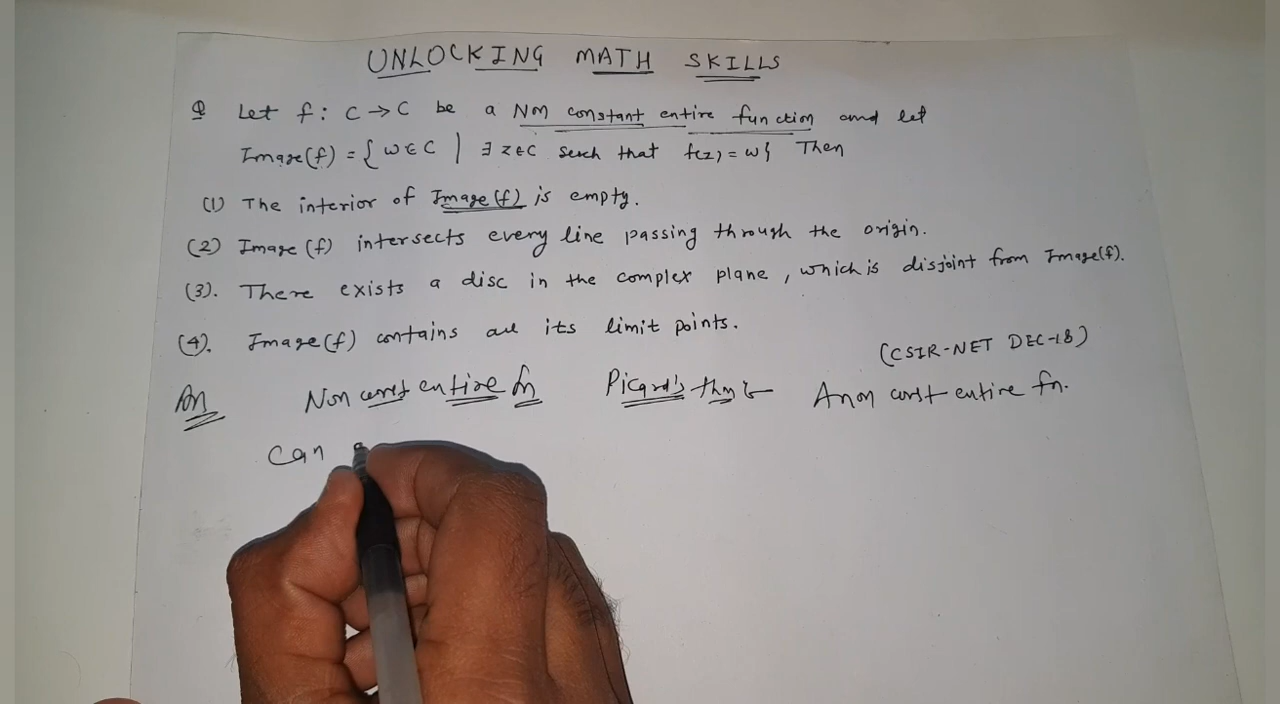 UNLOCKING MATH SKILLS
Q Let f: C → C be a Non constant entire function and let
Image(f) = { w ∈ C | ∃ z ∈ C such that f(z) = w} Then
(1) The interior of Image (f) is empty.
(2) Image (f) intersects every line passing through the origin.
(3). There exists a disc in the complex plane, which is disjoint from Image(f).
(4). Image(f) contains all its limit points.
(CSIR-NET DEC-18)
An Non const entire fn Picard's thm :- A non const entire fn.
can